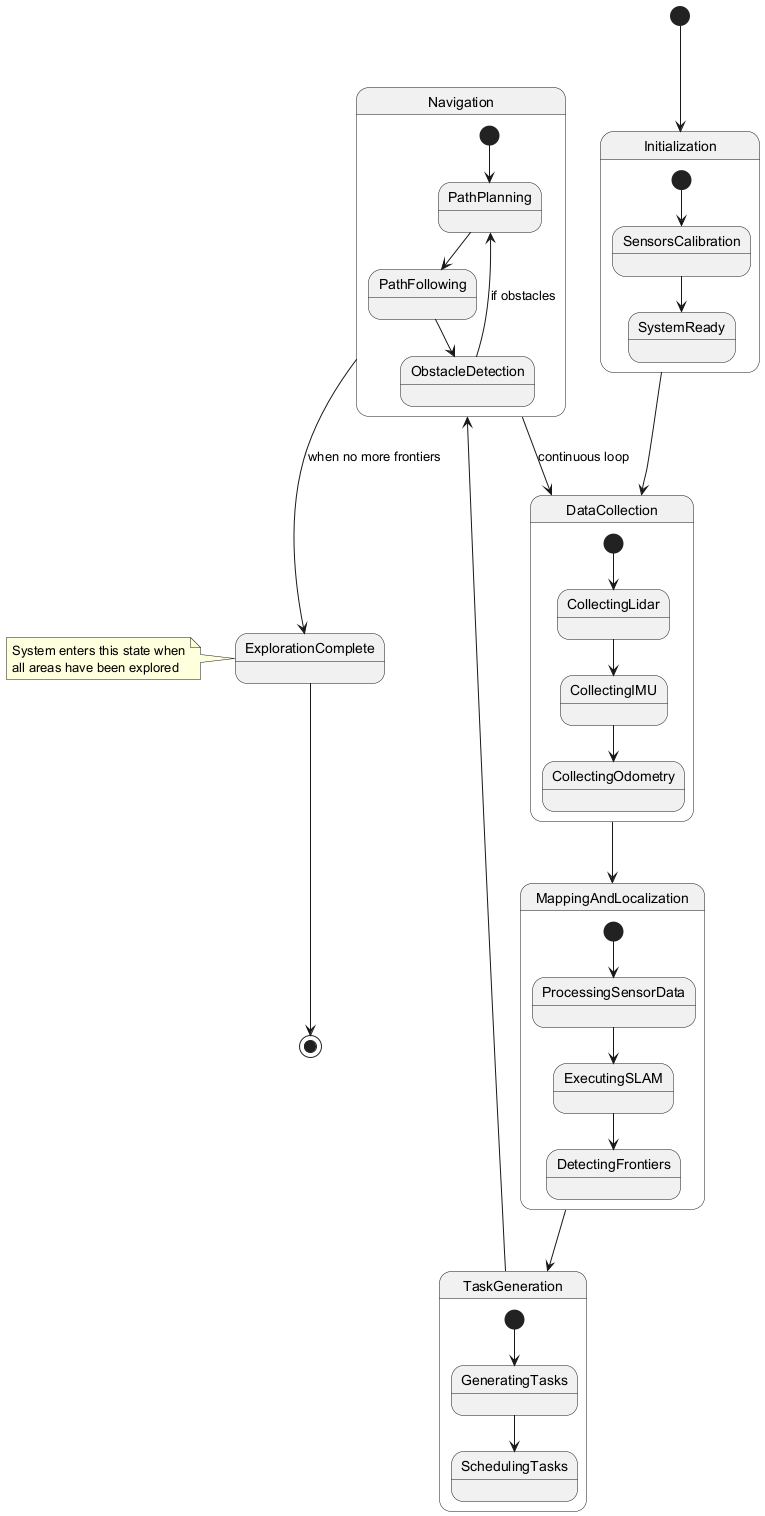 Navigation
PathPlanning
PathFollowing
if obstacles
ObstacleDetection
Initialization
SensorsCalibration
SystemReady
when no more frontiers
continuous loop
DataCollection
CollectingLidar
CollectingIMU
CollectingOdometry
System enters this state when
all areas have been explored
ExplorationComplete
MappingAndLocalization
ProcessingSensorData
ExecutingSLAM
DetectingFrontiers
TaskGeneration
GeneratingTasks
SchedulingTasks